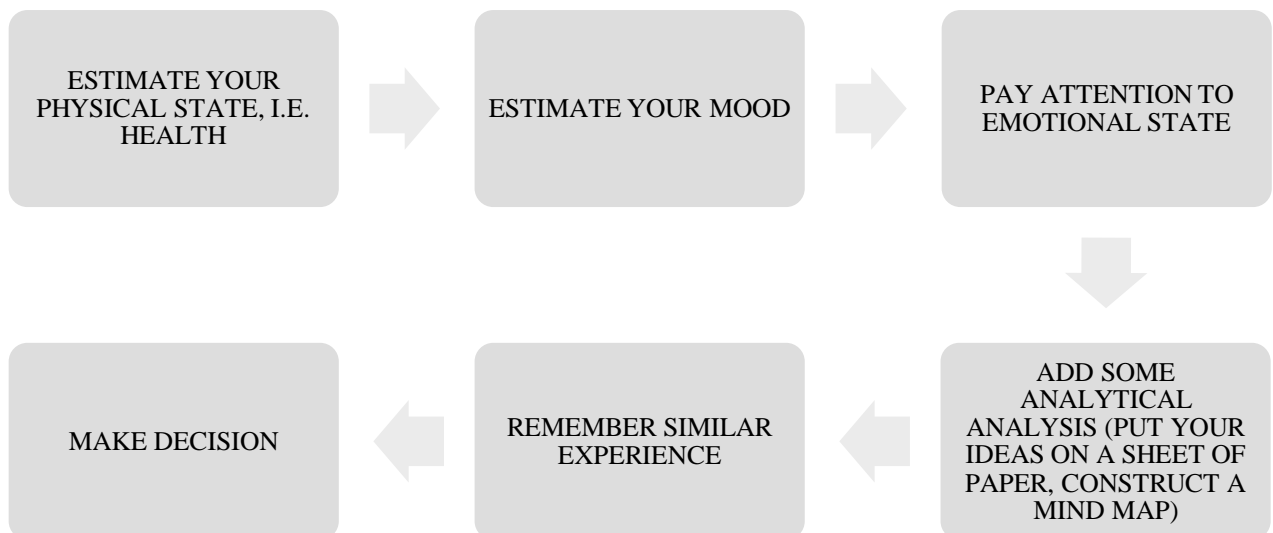 ESTIMATE YOUR
PHYSICAL STATE, I.E.
HEALTH
ESTIMATE YOUR MOOD
PAY ATTENTION TO
EMOTIONAL STATE
ADD SOME
ANALYTICAL
ANALYSIS (PUT YOUR
IDEAS ON A SHEET OF
PAPER, CONSTRUCT A
MIND MAP)
REMEMBER SIMILAR
EXPERIENCE
MAKE DECISION